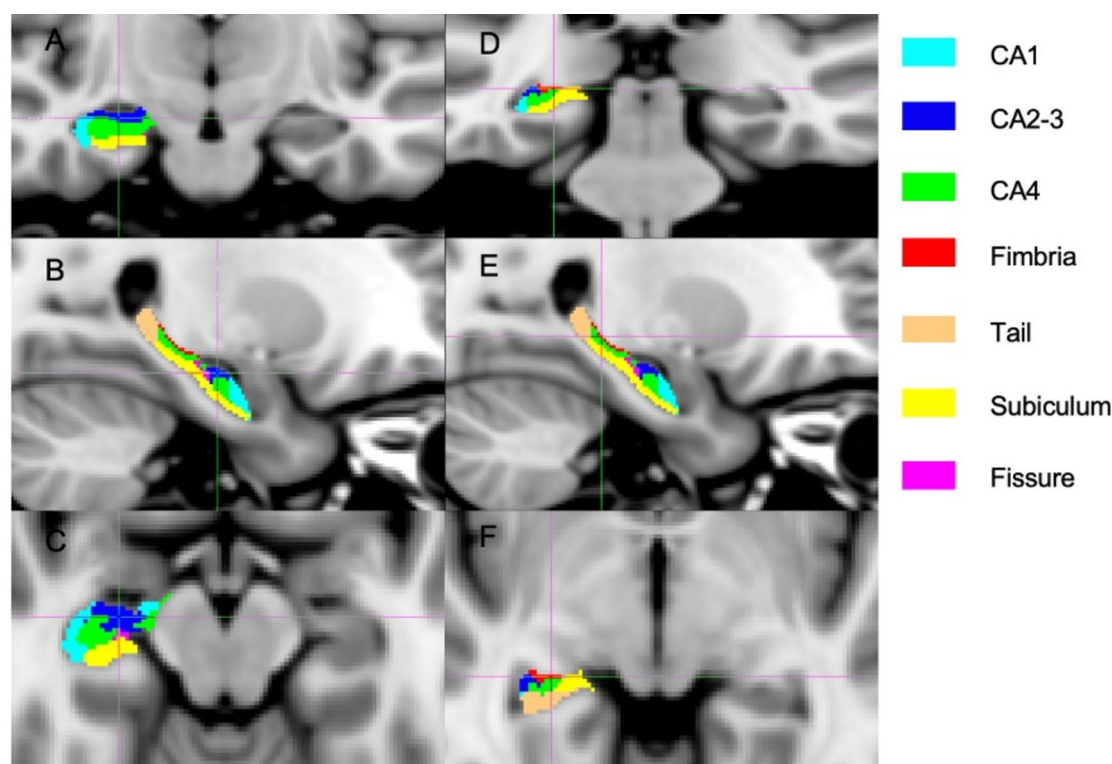 A
D
B
E
C
F
CA1
CA2-3
CA4
Fimbria
Tail
Subiculum
Fissure